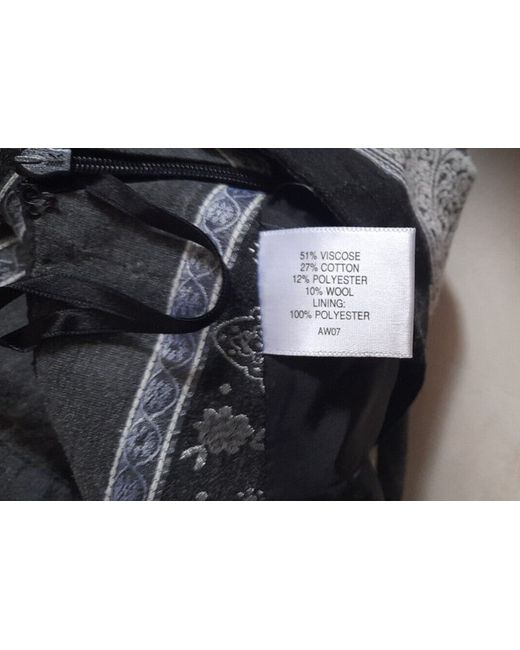 51% VISCOSE
27% COTTON
12% POLYESTER
10% WOOL
LINING:
100% POLYESTER
AW07